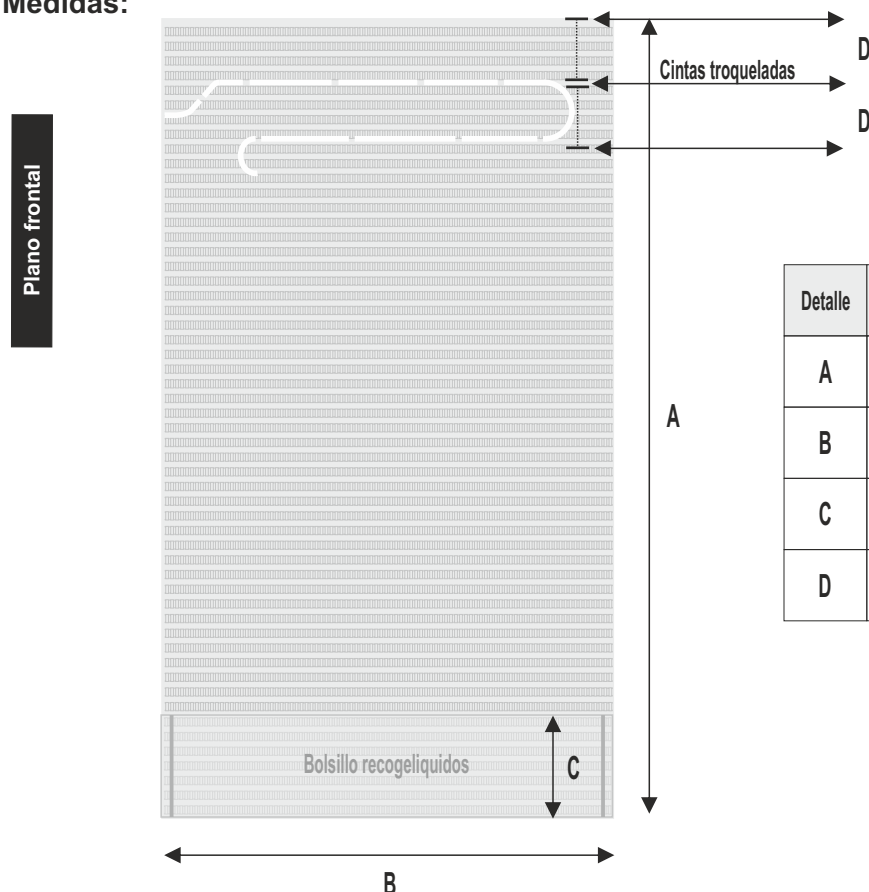 Medidas:
D
Cintas troqueladas
D
Plano frontal
Detalle
A
A
B
C
D
Bolsillo recogeliquidos
C
B